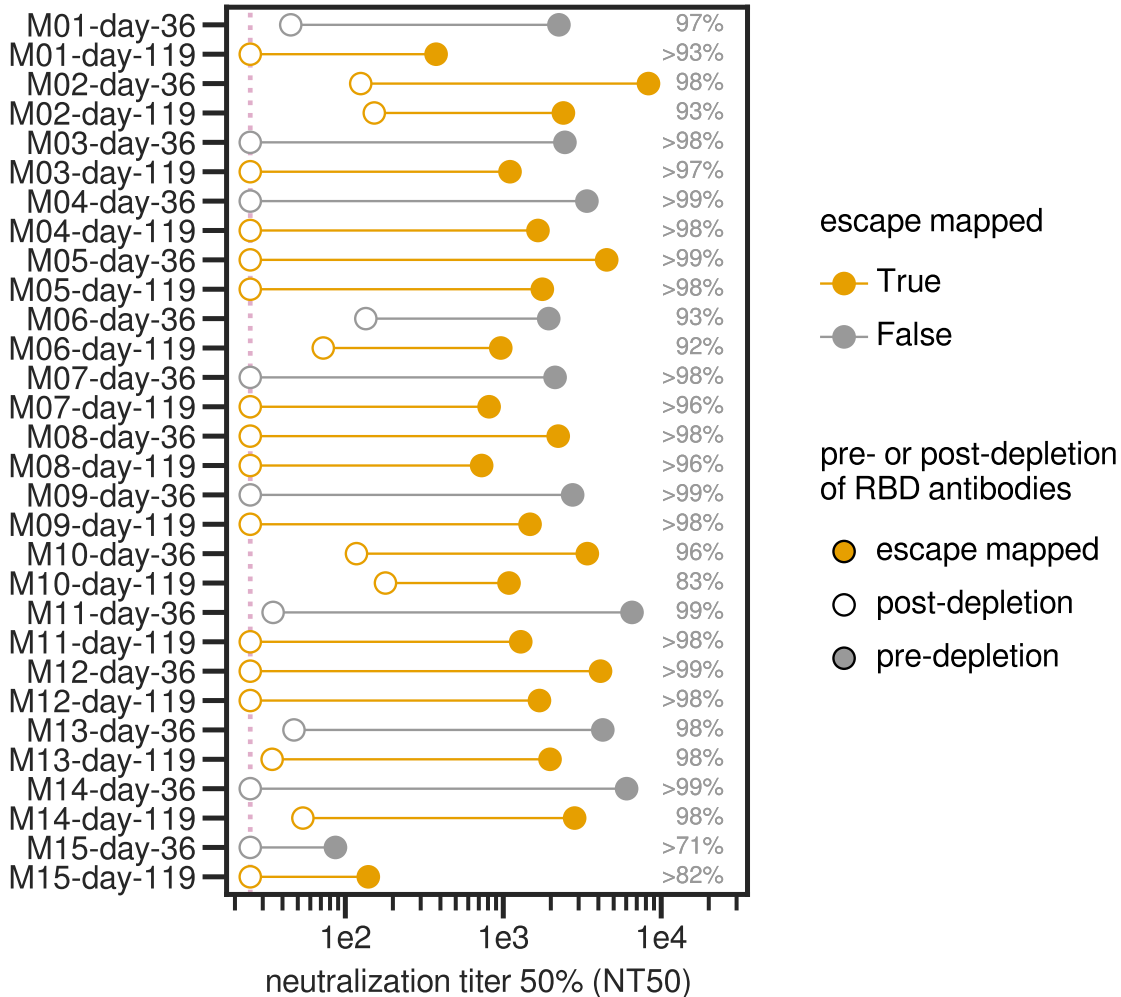 M01-day-36 97%
M01-day-119 >93%
M02-day-36 98%
M02-day-119 93%
M03-day-36 >98%
M03-day-119 >97%
M04-day-36 >99%
M04-day-119 >98%
M05-day-36 >99%
M05-day-119 >98%
M06-day-36 93%
M06-day-119 92%
M07-day-36 >98%
M07-day-119 >96%
M08-day-36 >98%
M08-day-119 >96%
M09-day-36 >99%
M09-day-119 >98%
M10-day-36 96%
M10-day-119 83%
M11-day-36 99%
M11-day-119 >98%
M12-day-36 >99%
M12-day-119 >98%
M13-day-36 98%
M13-day-119 98%
M14-day-36 >99%
M14-day-119 98%
M15-day-36 >71%
M15-day-119 >82%
1e2 1e3 1e4
neutralization titer 50% (NT50)
escape mapped
True
False
pre- or post-depletion
of RBD antibodies
escape mapped
post-depletion
pre-depletion